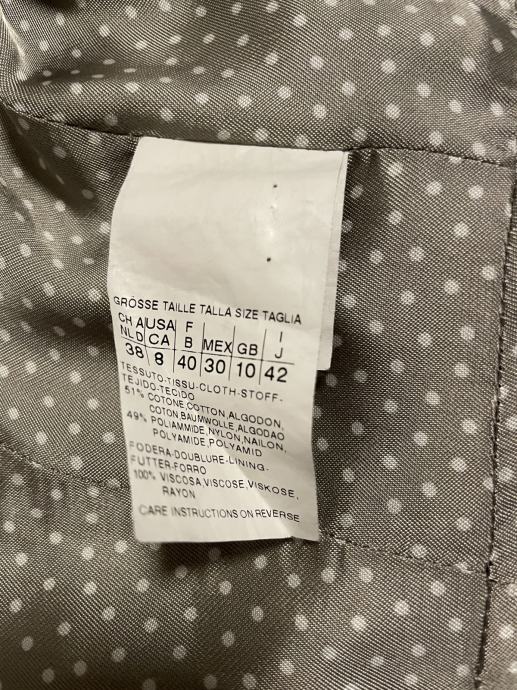 GRÖSSE TAILLE TALLA SIZE TAGLIA
CH A USA F I
NL D CA B MEX GB J
38 8 40 30 10 42
TESSUTO-TISSU-CLOTH-STOFF-
TEJIDO-TECIDO
51% COTONE,COTTON,ALGODON,
COTON,BAUMWOLLE,ALGODAO
49% POLIAMMIDE,NYLON,NAILON,
POLYAMIDE,POLYAMID
FODERA-DOUBLURE-LINING-
FUTTER-FORRO
100% VISCOSA,VISCOSE,VISKOSE,
RAYON
CARE INSTRUCTIONS ON REVERSE